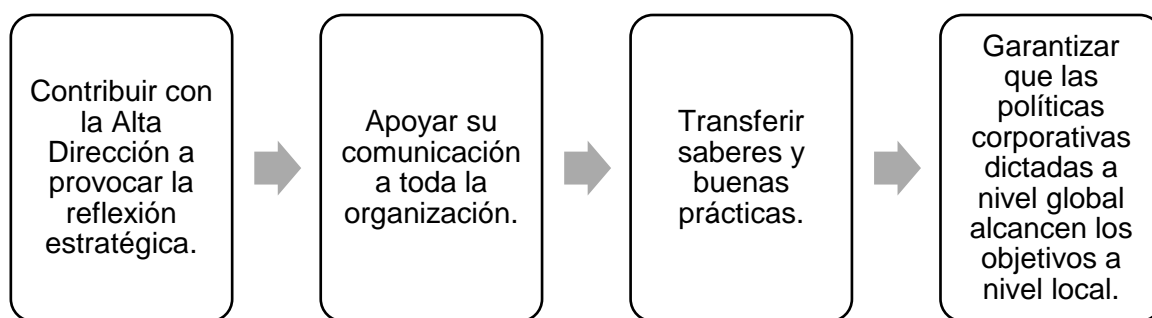 Contribuir con
la Alta
Dirección a
provocar la
reflexión
estratégica.
Apoyar su
comunicación
a toda la
organización.
Transferir
saberes y
buenas
prácticas.
Garantizar
que las
políticas
corporativas
dictadas a
nivel global
alcancen los
objetivos a
nivel local.